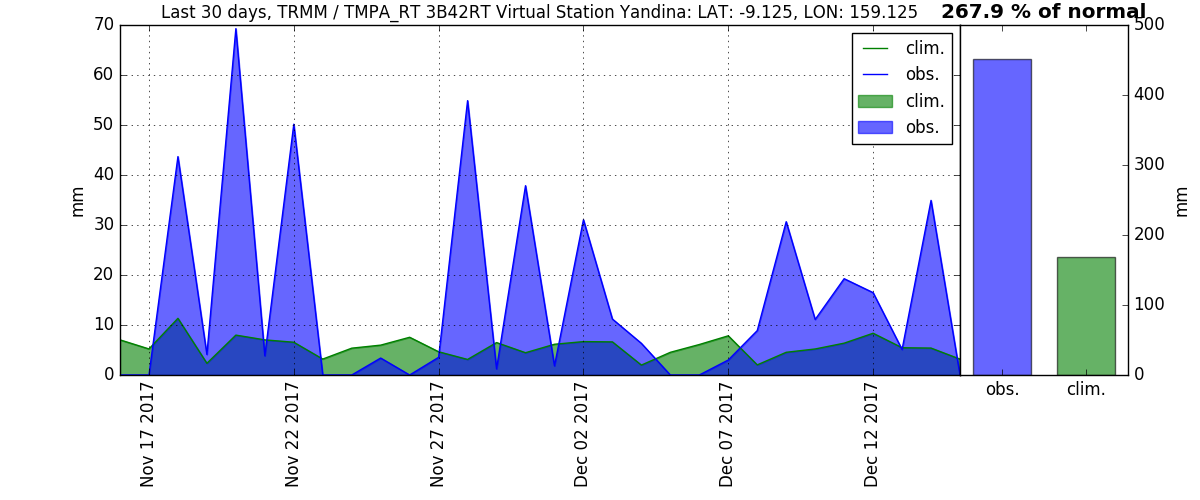 Last 30 days, TRMM / TMPA_RT 3B42RT Virtual Station Yandina: LAT: -9.125, LON: 159.125
267.9 % of normal
70
60
50
40
30
20
10
0
mm
clim.
obs.
clim.
obs.
500
400
300
200
100
0
mm
obs.
clim.
Nov 17 2017
Nov 22 2017
Nov 27 2017
Dec 02 2017
Dec 07 2017
Dec 12 2017